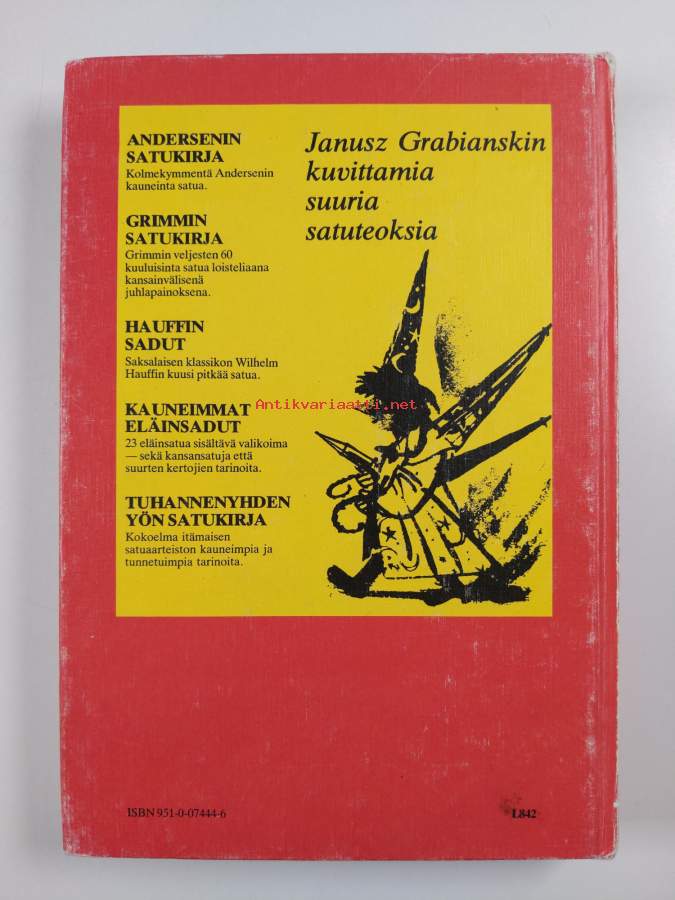 ANDERSENIN
SATUKIRJA
Kolmekymmentä Andersenin
kauneinta satua.
GRIMMIN
SATUKIRJA
Grimmin veljesten 60
kuuluisinta satua loisteliaana
kansainvälisenä
juhlapainoksena.
HAUFFIN
SADUT
Saksalaisen klassikon Wilhelm
Hauffin kuusi pitkää satua.
KAUNEIMMAT
ELÄINSADUT
23 eläinsatua sisältävä valikoima
— sekä kansansatuja että
suurten kertojien tarinoita.
TUHANNENYHDEN
YÖN SATUKIRJA
Kokoelma itämaisen
satuaarteiston kauneimpia ja
tunnetuimpia tarinoita.
Janusz Grabianskin
kuvittamia
suuria
satuteoksia
Antikvariaatti.net
ISBN 951-0-07444-6
L842